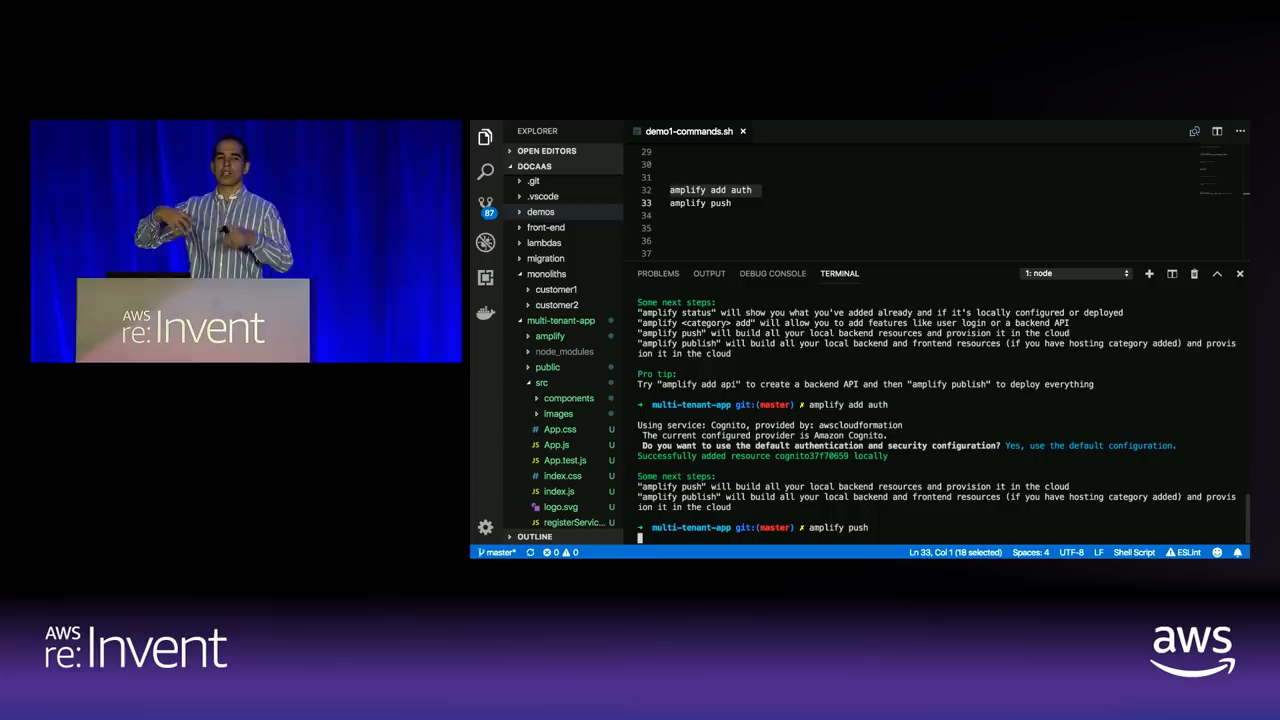 AWS
re:Invent
EXPLORER
OPEN EDITORS
DOCAAS
.git
.vscode
demos
front-end
lambdas
migration
monoliths
customer1
customer2
multi-tenant-app
amplify
node_modules
public
src
components
images
# App.css U
JS App.js U
JS App.test.js U
# index.css U
JS index.js U
logo.svg U
JS registerServic... U
OUTLINE
87
demo1-commands.sh ×
29
30
31
32 amplify add auth
33 amplify push
34
35
36
37
PROBLEMS OUTPUT DEBUG CONSOLE TERMINAL 1: node
Some next steps:
"amplify status" will show you what you've added already and if it's locally configured or deployed
"amplify <category> add" will allow you to add features like user login or a backend API
"amplify push" will build all your local backend resources and provision it in the cloud
"amplify publish" will build all your local backend and frontend resources (if you have hosting category added) and provis
ion it in the cloud
Pro tip:
Try "amplify add api" to create a backend API and then "amplify publish" to deploy everything
→ multi-tenant-app git:(master) ✗ amplify add auth
Using service: Cognito, provided by: awscloudformation
The current configured provider is Amazon Cognito.
Do you want to use the default authentication and security configuration? Yes, use the default configuration.
Successfully added resource cognito37f70659 locally
Some next steps:
"amplify push" will build all your local backend resources and provision it in the cloud
"amplify publish" will build all your local backend and frontend resources (if you have hosting category added) and provis
ion it in the cloud
→ multi-tenant-app git:(master) ✗ amplify push
master* 0 0 Ln 33, Col 1 (18 selected) Spaces: 4 UTF-8 LF Shell Script ESLint
AWS
re:Invent
aws